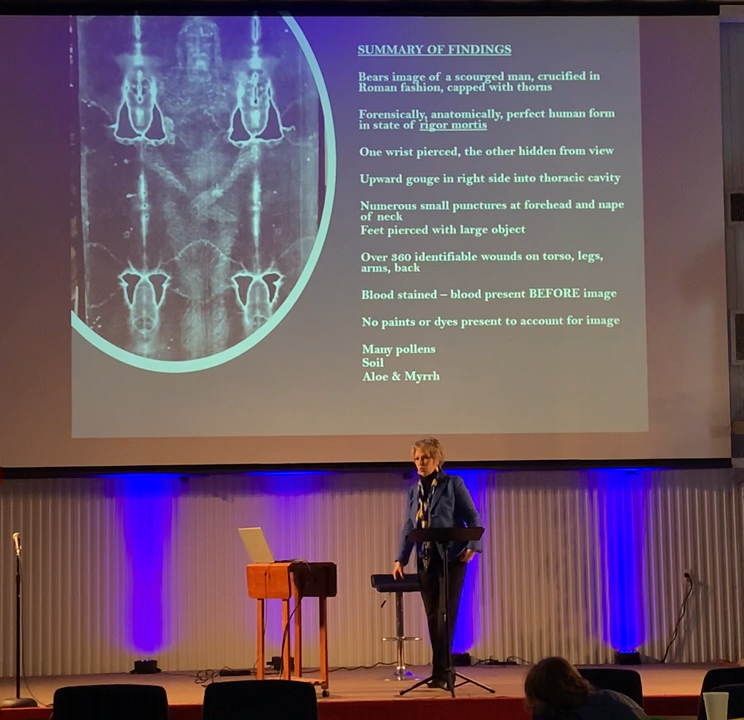 SUMMARY OF FINDINGS
Bears image of a scourged man, crucified in
Roman fashion, capped with thorns
Forensically, anatomically, perfect human form
in state of rigor mortis
One wrist pierced, the other hidden from view
Upward gouge in right side into thoracic cavity
Numerous small punctures at forehead and nape
of neck
Feet pierced with large object
Over 360 identifiable wounds on torso, legs,
arms, back
Blood stained – blood present BEFORE image
No paints or dyes present to account for image
Many pollens
Soil
Aloe & Myrrh